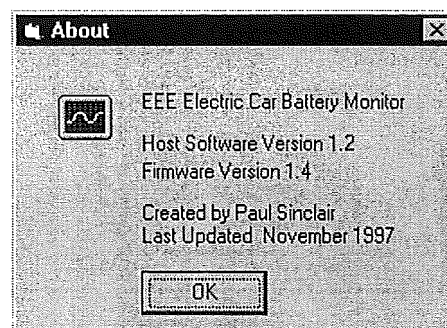 About
EEE Electric Car Battery Monitor
Host Software Version 1.2
Firmware Version 1.4
Created by Paul Sinclair
Last Updated November 1997
OK